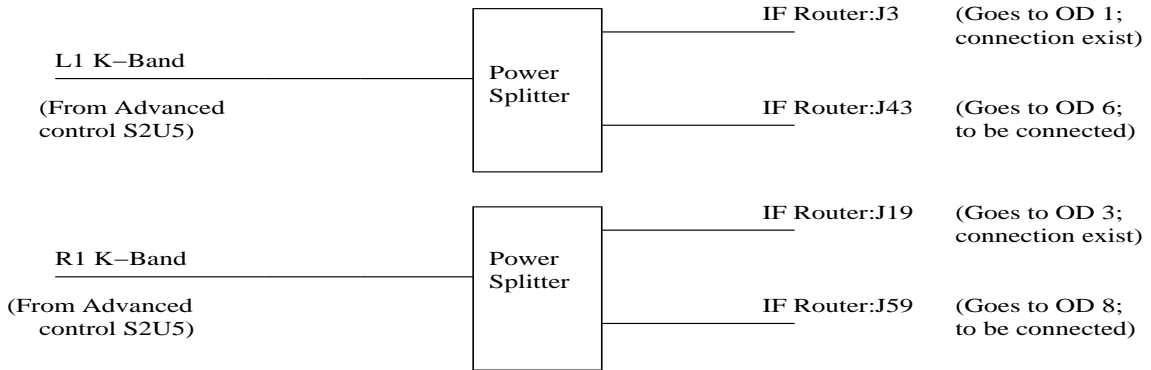 IF Router:J3 (Goes to OD 1;
connection exist)
L1 K−Band
Power
Splitter
(From Advanced
control S2U5)
IF Router:J43 (Goes to OD 6;
to be connected)
IF Router:J19 (Goes to OD 3;
connection exist)
R1 K−Band
Power
Splitter
(From Advanced
control S2U5)
IF Router:J59 (Goes to OD 8;
to be connected)